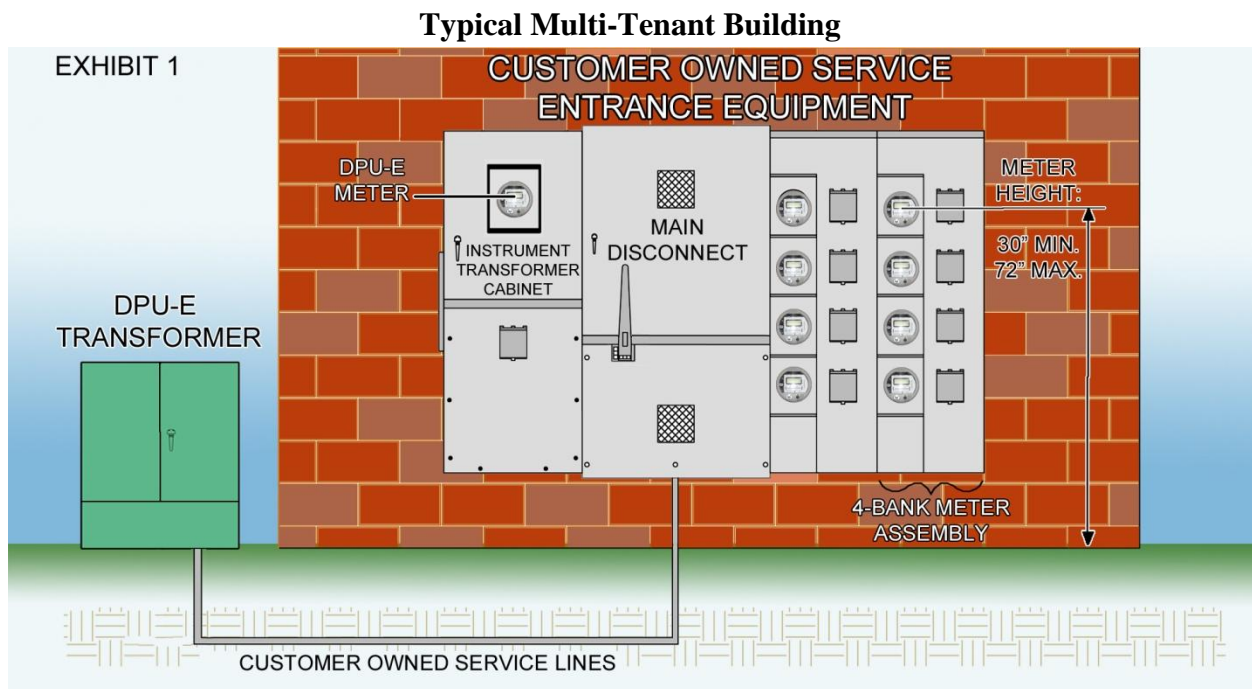 Typical Multi-Tenant Building
EXHIBIT 1
CUSTOMER OWNED SERVICE
ENTRANCE EQUIPMENT
DPU-E
METER
INSTRUMENT
TRANSFORMER
CABINET
MAIN
DISCONNECT
METER
HEIGHT:
30" MIN.
72" MAX.
DPU-E
TRANSFORMER
4-BANK METER
ASSEMBLY
CUSTOMER OWNED SERVICE LINES